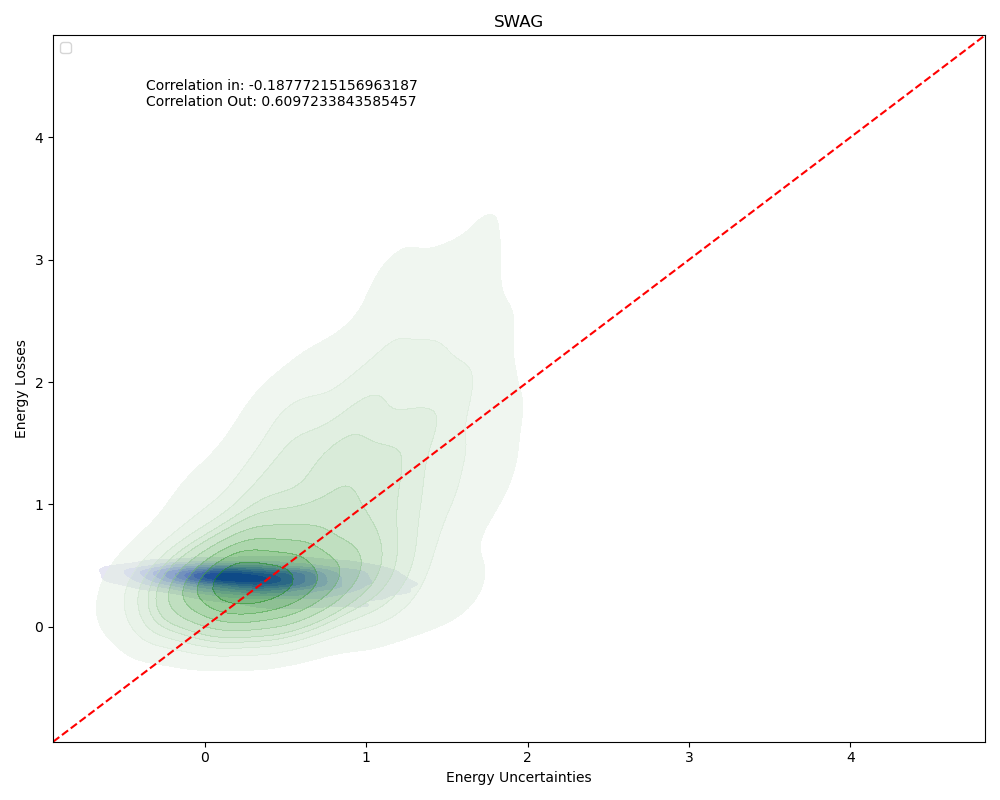 SWAG
Correlation in: -0.18777215156963187
Correlation Out: 0.6097233843585457
4
3
2
1
0
Energy Losses
0 1 2 3 4
Energy Uncertainties